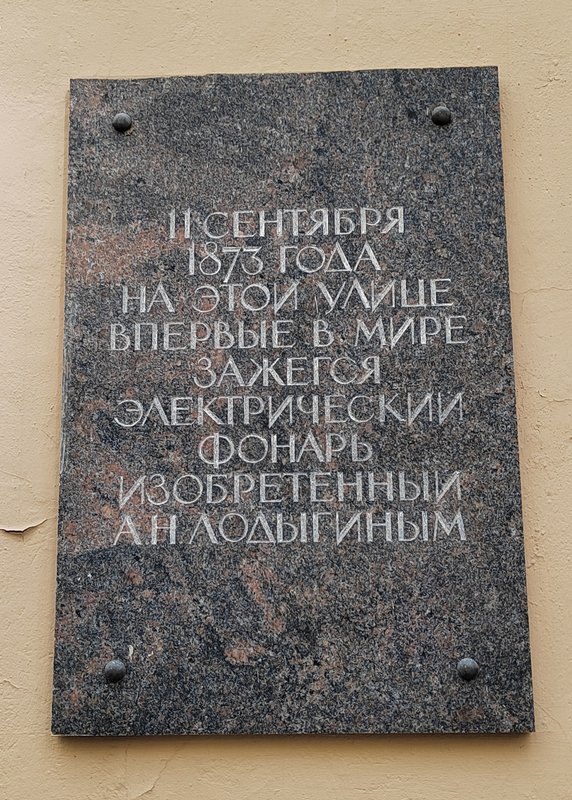 11 СЕНТЯБРЯ
1873 ГОДА
НА ЭТОЙ УЛИЦЕ
ВПЕРВЫЕ В МИРЕ
ЗАЖЕГСЯ
ЭЛЕКТРИЧЕСКИЙ
ФОНАРЬ
ИЗОБРЕТЕННЫЙ
А Н ЛОДЫГИНЫМ